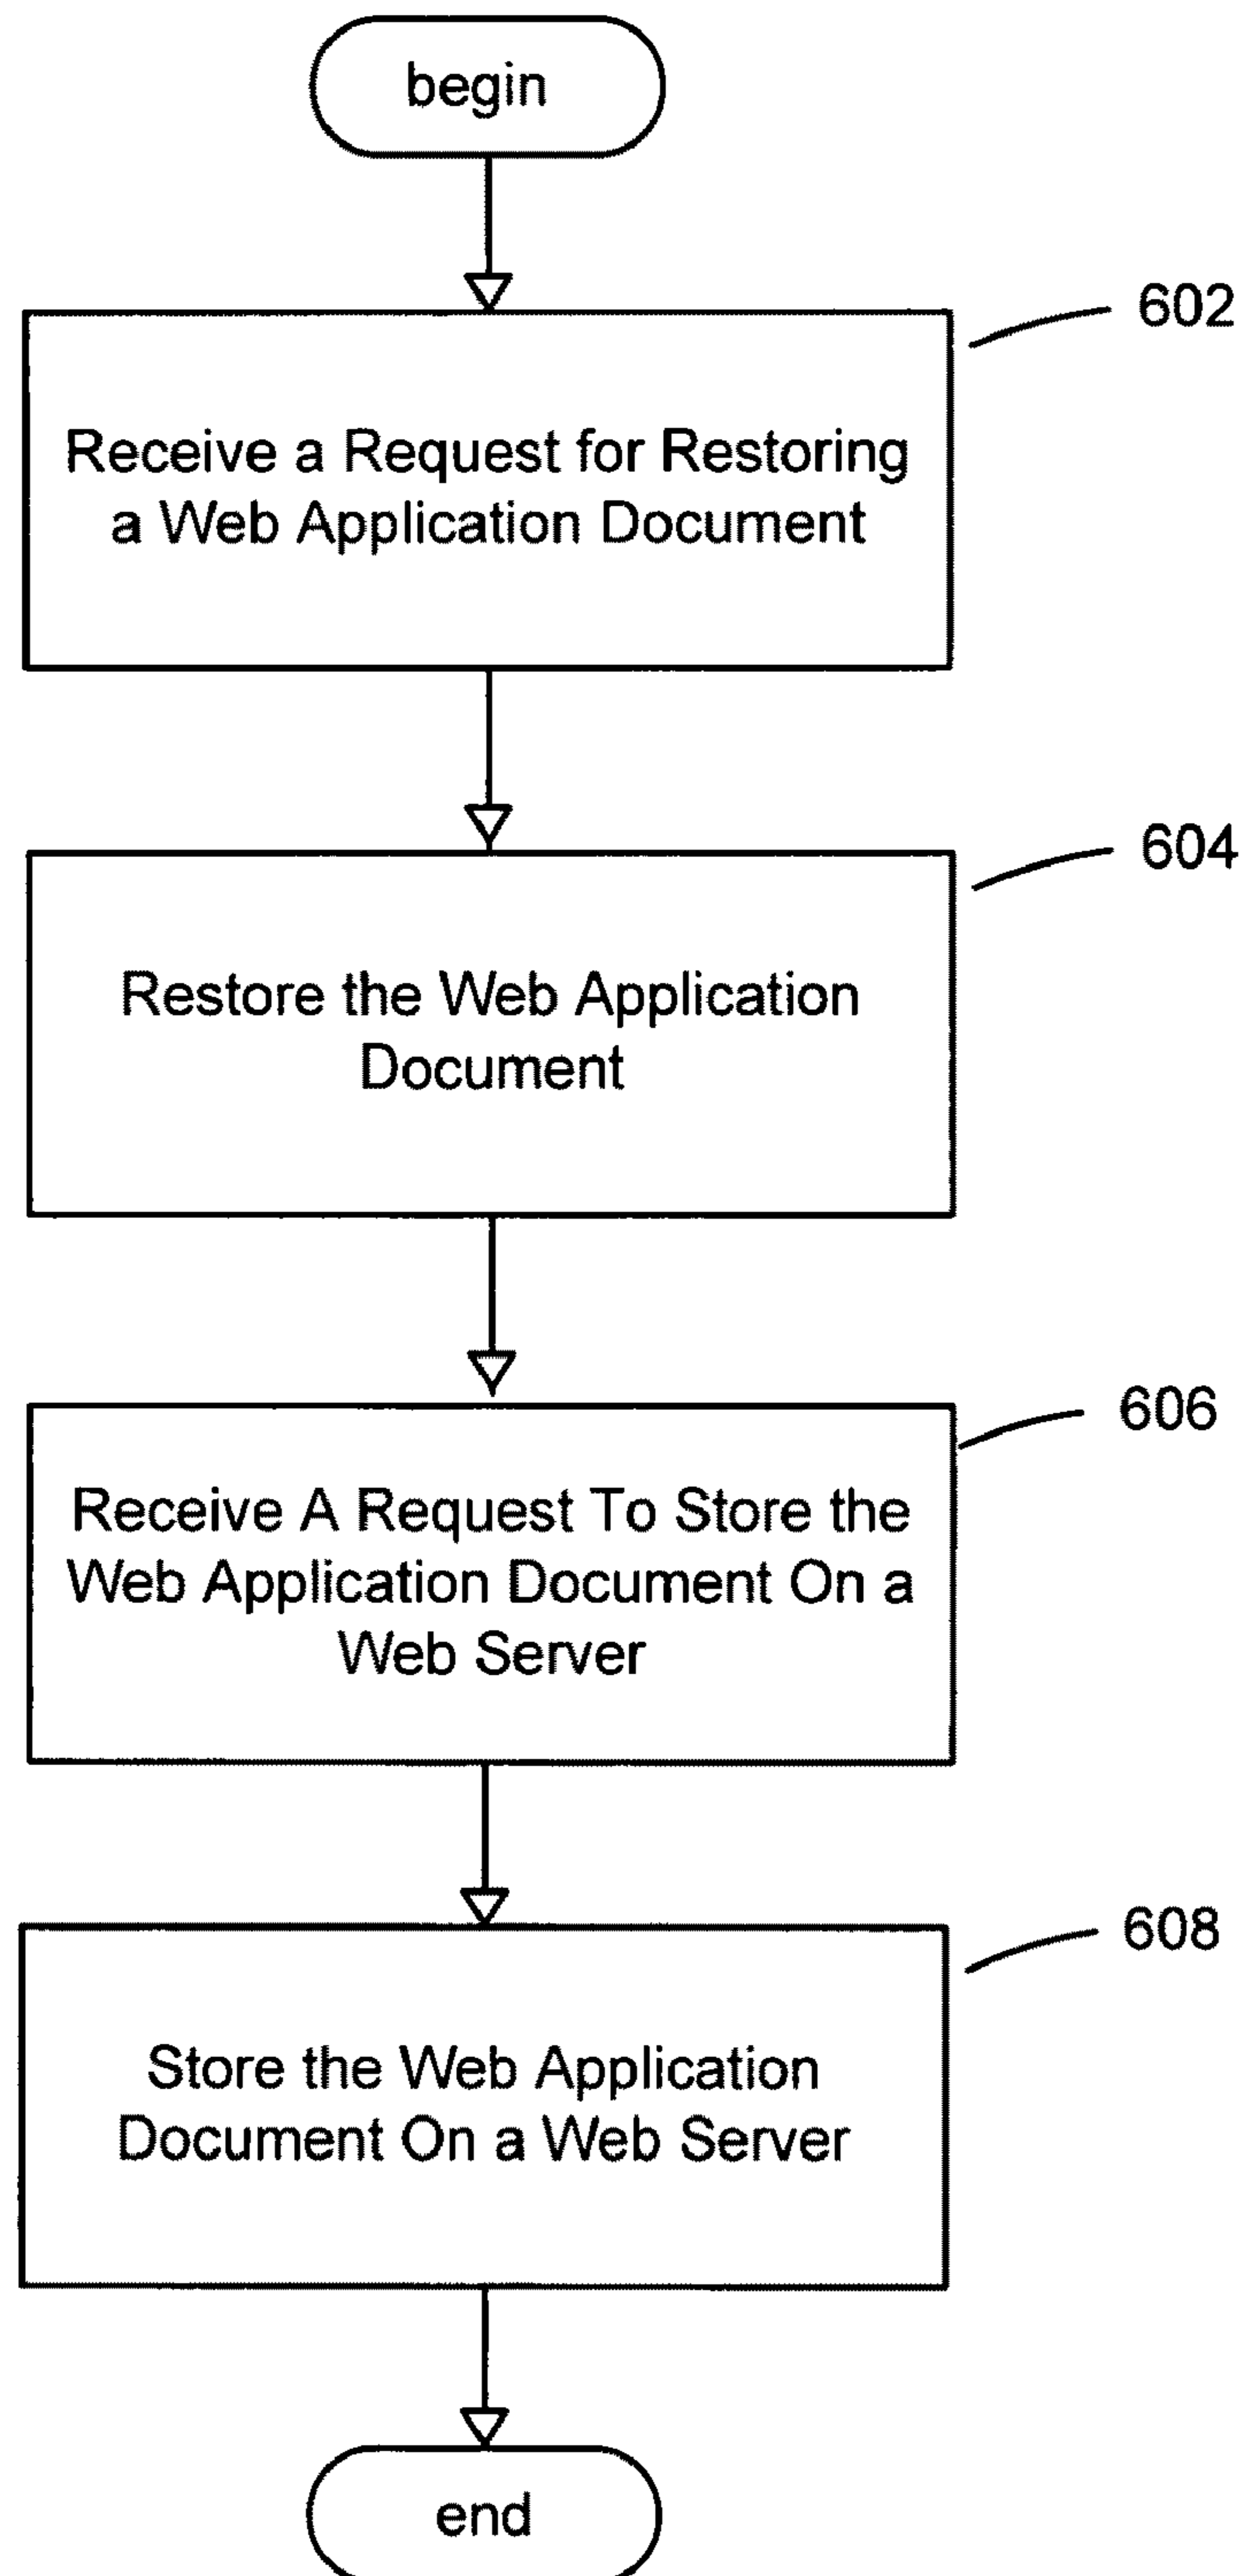 begin
602
Receive a Request for Restoring
a Web Application Document
604
Restore the Web Application
Document
606
Receive A Request To Store the
Web Application Document On a
Web Server
608
Store the Web Application
Document On a Web Server
end